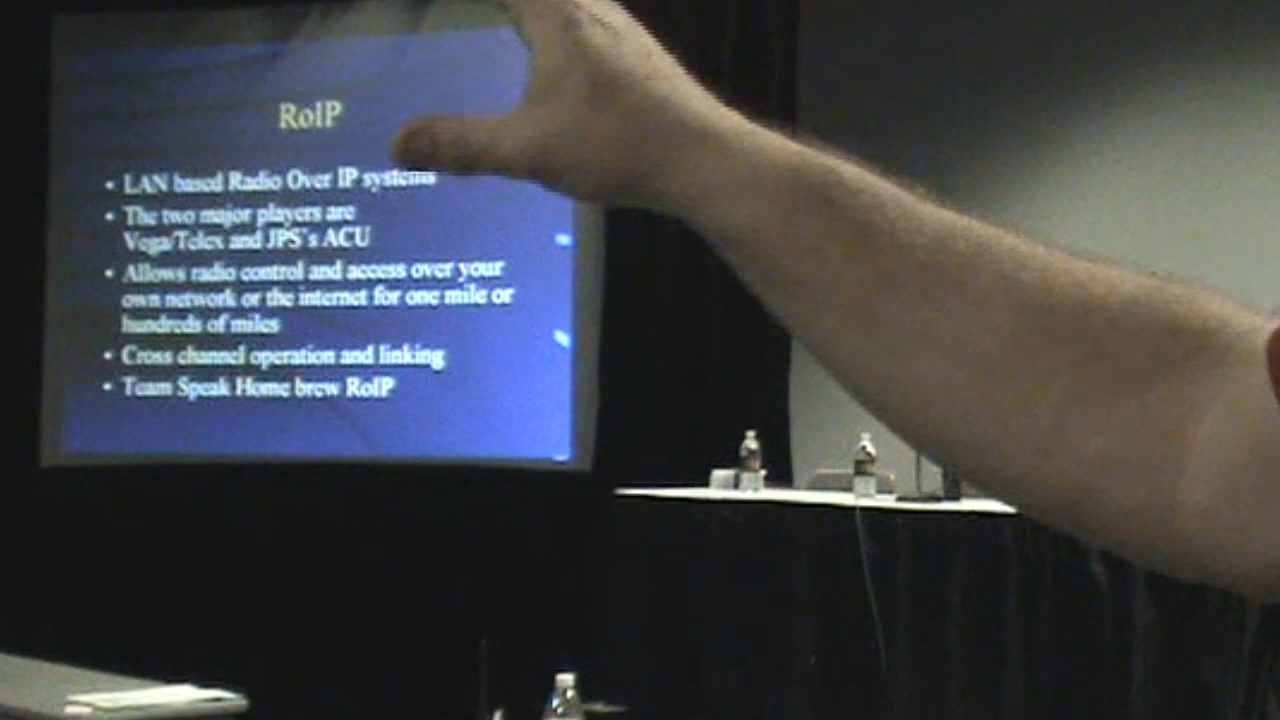 RoIP
• LAN based Radio Over IP systems
• The two major players are
Vega/Telex and JPS's ACU
• Allows radio control and access over your
own network or the internet for one mile or
hundreds of miles
• Cross channel operation and linking
• Team Speak Home brew RoIP